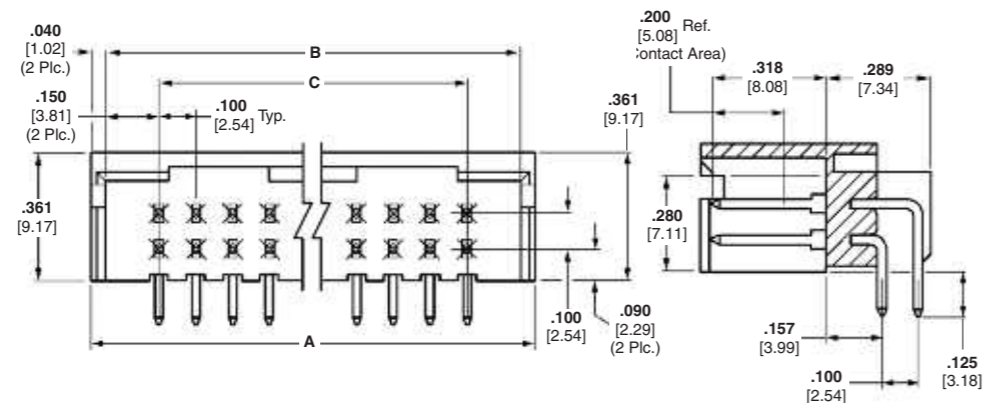 .040
[1.02]
(2 Plc.)
B
C
.150
[3.81]
(2 Plc.)
.100
[2.54] Typ.
.361
[9.17]
.361
[9.17]
.100
[2.54]
.090
[2.29]
(2 Plc.)
A
.200
[5.08] Ref.
ontact Area)
.318
[8.08]
.289
[7.34]
.280
[7.11]
.157
[3.99]
.100
[2.54]
.125
[3.18]